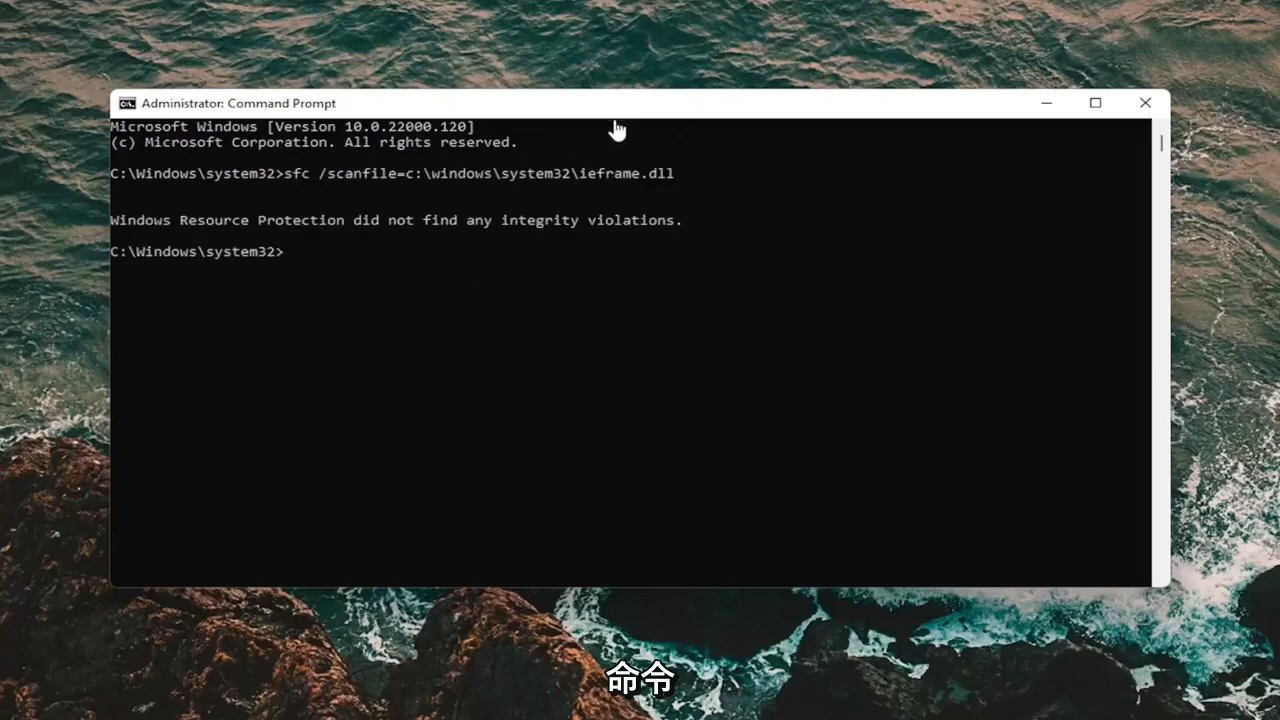 Administrator: Command Prompt
Microsoft Windows [Version 10.0.22000.120]
(c) Microsoft Corporation. All rights reserved.
C:\Windows\system32>sfc /scanfile=c:\windows\system32\ieframe.dll
Windows Resource Protection did not find any integrity violations.
C:\Windows\system32>
命令